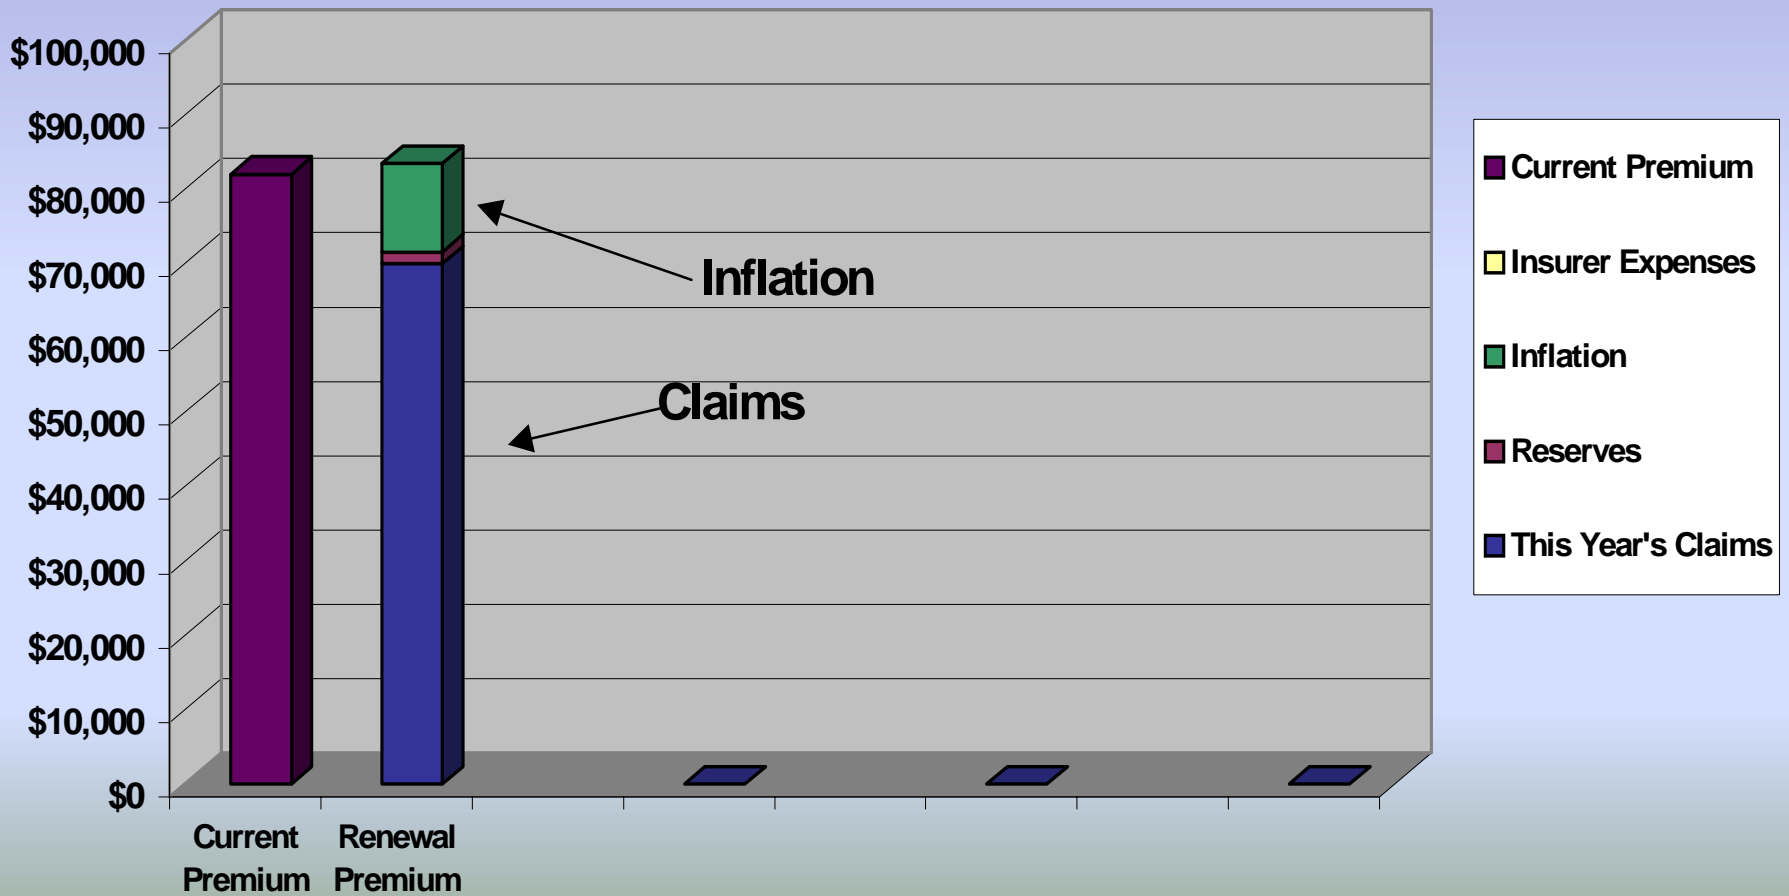 $100,000
$90,000
$80,000
$70,000
$60,000
$50,000
$40,000
$30,000
$20,000
$10,000
$0
Inflation
Claims
Current
Premium
Renewal
Premium
Current Premium
Insurer Expenses
Inflation
Reserves
This Year's Claims